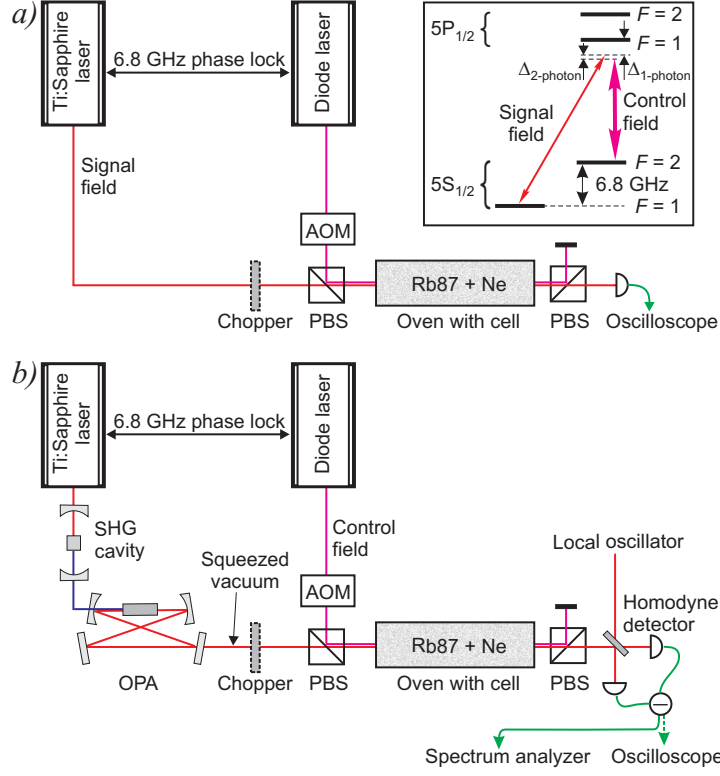 a)
Ti:Sapphire
laser
6.8 GHz phase lock
Diode laser
Signal
field
AOM
Chopper
PBS
Rb87 + Ne
Oven with cell
PBS
Oscilloscope
5P1/2
F = 2
F = 1
Δ2-photon
Δ1-photon
Signal
field
Control
field
5S1/2
F = 2
6.8 GHz
F = 1
b)
Ti:Sapphire
laser
6.8 GHz phase lock
Diode laser
SHG
cavity
Squeezed
vacuum
Control
field
AOM
OPA
Chopper
PBS
Rb87 + Ne
Oven with cell
PBS
Local oscillator
Homodyne
detector
Spectrum analyzer
Oscilloscope